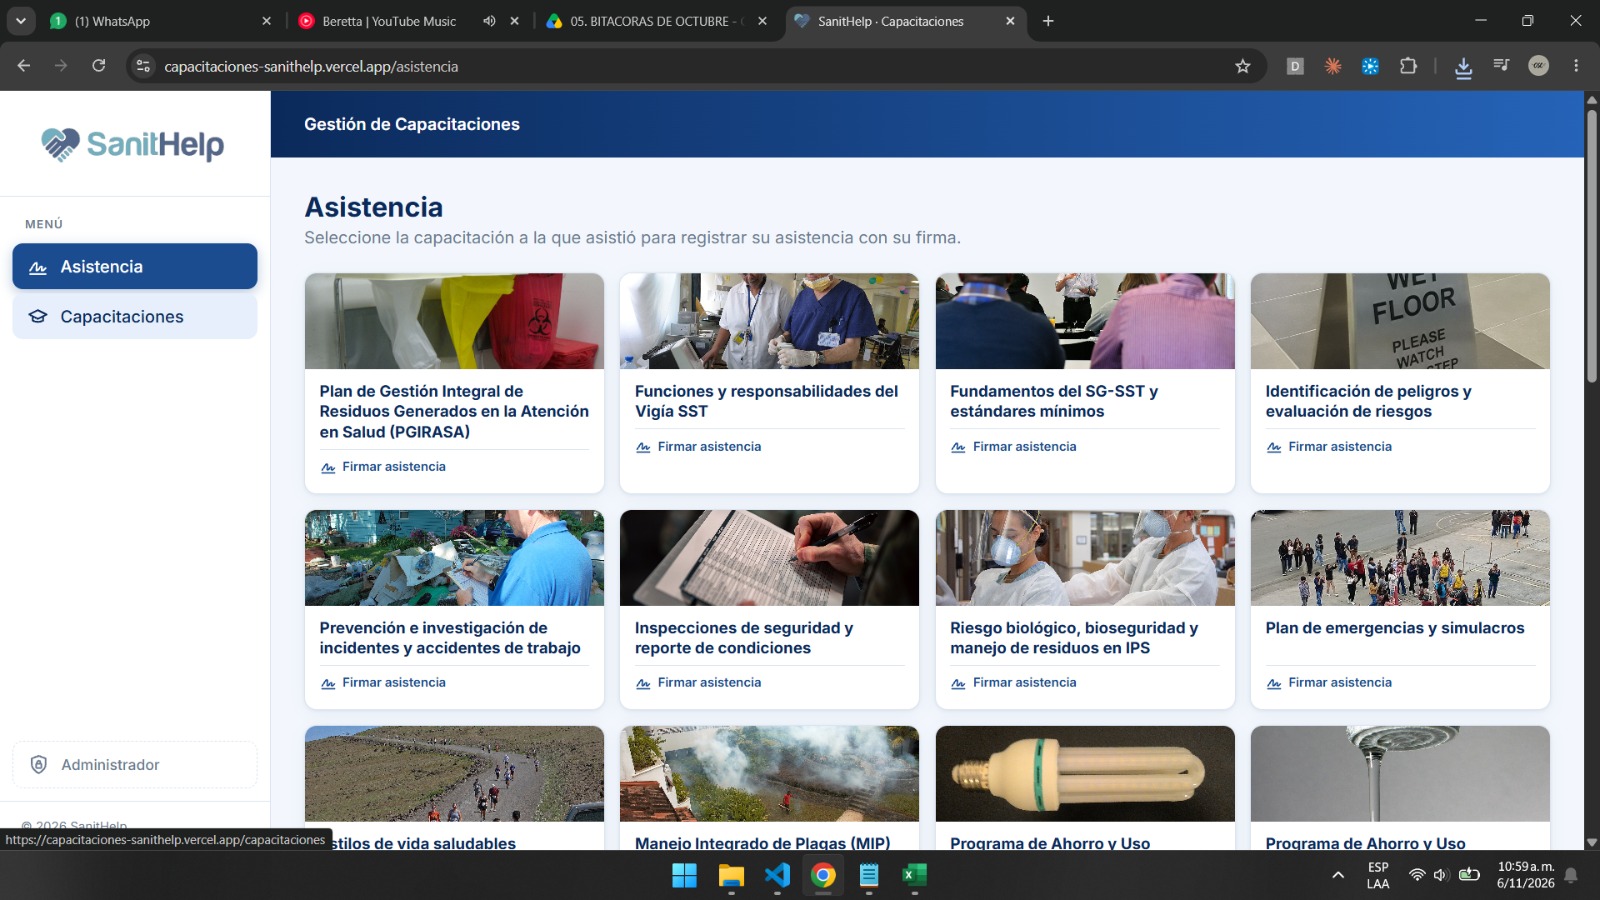 (1) WhatsApp
Beretta | YouTube Music
05. BITACORAS DE OCTUBRE -
SanitHelp · Capacitaciones
capacitaciones-sanithelp.vercel.app/asistencia
SanitHelp
Gestión de Capacitaciones
MENÚ
Asistencia
Capacitaciones
Asistencia
Seleccione la capacitación a la que asistió para registrar su asistencia con su firma.
WET
FLOOR
PLEASE
WATCH
STEP
Plan de Gestión Integral de
Residuos Generados en la Atención
en Salud (PGIRASA)
Firmar asistencia
Funciones y responsabilidades del
Vigía SST
Firmar asistencia
Fundamentos del SG-SST y
estándares mínimos
Firmar asistencia
Identificación de peligros y
evaluación de riesgos
Firmar asistencia
Prevención e investigación de
incidentes y accidentes de trabajo
Firmar asistencia
Inspecciones de seguridad y
reporte de condiciones
Firmar asistencia
Riesgo biológico, bioseguridad y
manejo de residuos en IPS
Firmar asistencia
Plan de emergencias y simulacros
Firmar asistencia
stilos de vida saludables
Manejo Integrado de Plagas (MIP)
Programa de Ahorro y Uso
Programa de Ahorro y Uso
Administrador
© 2026 SanitHelp
https://capacitaciones-sanithelp.vercel.app/capacitaciones
ESP
LAA
10:59 a. m.
6/11/2026